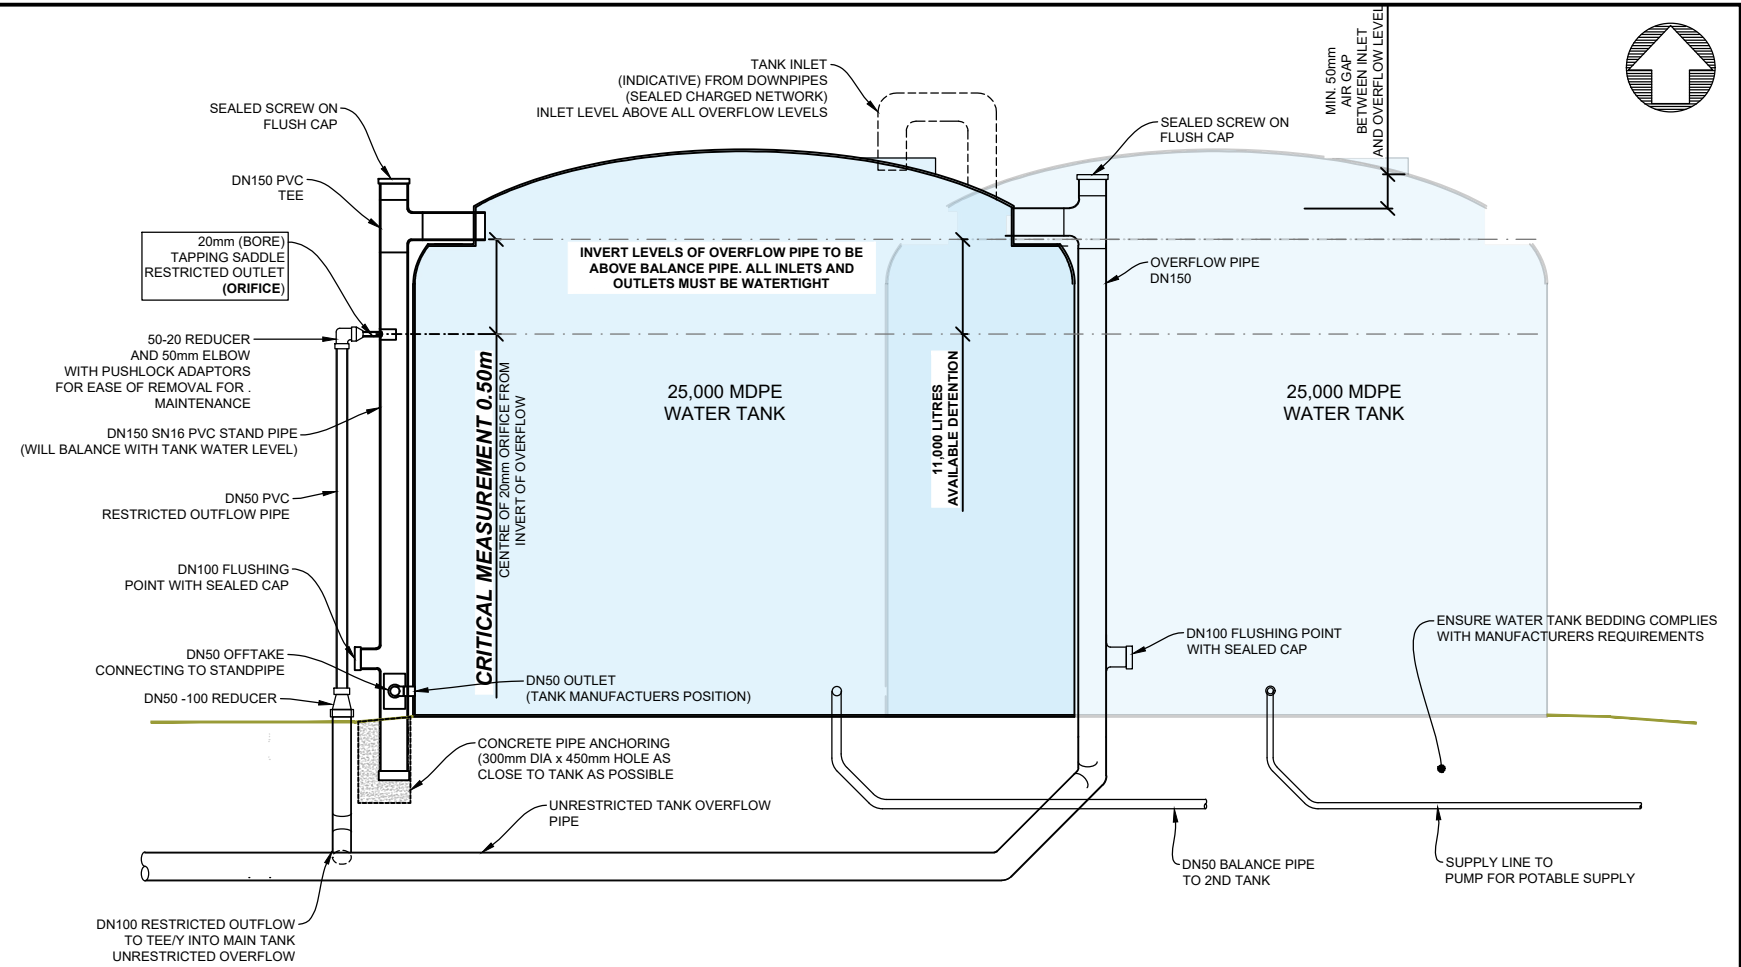 TANK INLET
(INDICATIVE) FROM DOWNPIPES
(SEALED CHARGED NETWORK)
INLET LEVEL ABOVE ALL OVERFLOW LEVELS
MIN. 50mm
AIR GAP
BETWEEN INLET
AND OVERFLOW LEVEL
SEALED SCREW ON
FLUSH CAP
SEALED SCREW ON
FLUSH CAP
DN150 PVC
TEE
20mm (BORE)
TAPPING SADDLE
RESTRICTED OUTLET
(ORIFICE)
INVERT LEVELS OF OVERFLOW PIPE TO BE
ABOVE BALANCE PIPE. ALL INLETS AND
OUTLETS MUST BE WATERTIGHT
OVERFLOW PIPE
DN150
50-20 REDUCER
AND 50mm ELBOW
WITH PUSHLOCK ADAPTORS
FOR EASE OF REMOVAL FOR .
MAINTENANCE
CRITICAL MEASUREMENT 0.50m
CENTRE OF 20mm ORIFICE FROM
INVERT OF OVERFLOW
11,000 LITRES
AVAILABLE DETENTION
25,000 MDPE
WATER TANK
25,000 MDPE
WATER TANK
DN150 SN16 PVC STAND PIPE
(WILL BALANCE WITH TANK WATER LEVEL)
DN50 PVC
RESTRICTED OUTFLOW PIPE
DN100 FLUSHING
POINT WITH SEALED CAP
ENSURE WATER TANK BEDDING COMPLIES
WITH MANUFACTURERS REQUIREMENTS
DN100 FLUSHING POINT
WITH SEALED CAP
DN50 OFFTAKE
CONNECTING TO STANDPIPE
DN50 OUTLET
(TANK MANUFACTUERS POSITION)
DN50 -100 REDUCER
CONCRETE PIPE ANCHORING
(300mm DIA x 450mm HOLE AS
CLOSE TO TANK AS POSSIBLE
UNRESTRICTED TANK OVERFLOW
PIPE
DN50 BALANCE PIPE
TO 2ND TANK
SUPPLY LINE TO
PUMP FOR POTABLE SUPPLY
DN100 RESTRICTED OUTFLOW
TO TEE/Y INTO MAIN TANK
UNRESTRICTED OVERFLOW